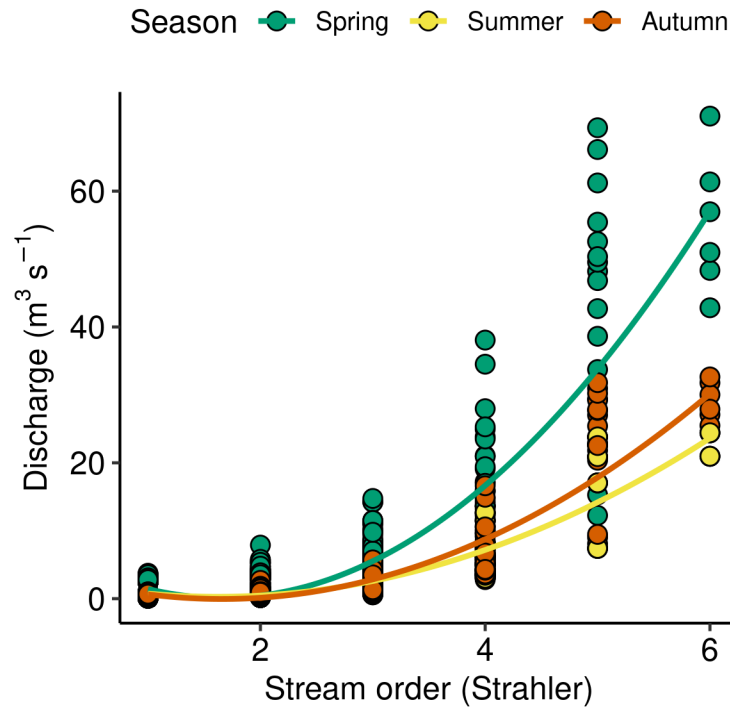 Season Spring Summer Autumn
60
40
20
0
2 4 6
Discharge (m³ s⁻¹)
Stream order (Strahler)